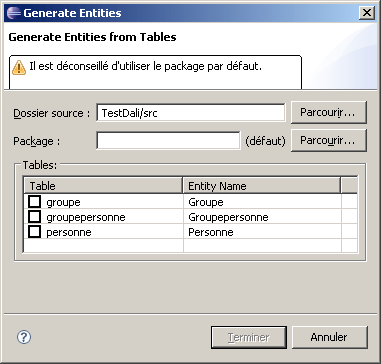 Generate Entities
Generate Entities from Tables
Il est déconseillé d'utiliser le package par défaut.
Dossier source : TestDali/src Parcourir...
Package : (défaut) Parcourir...
Tables:
Table Entity Name
groupe Groupe
groupepersonne Groupepersonne
personne Personne
? Terminer Annuler